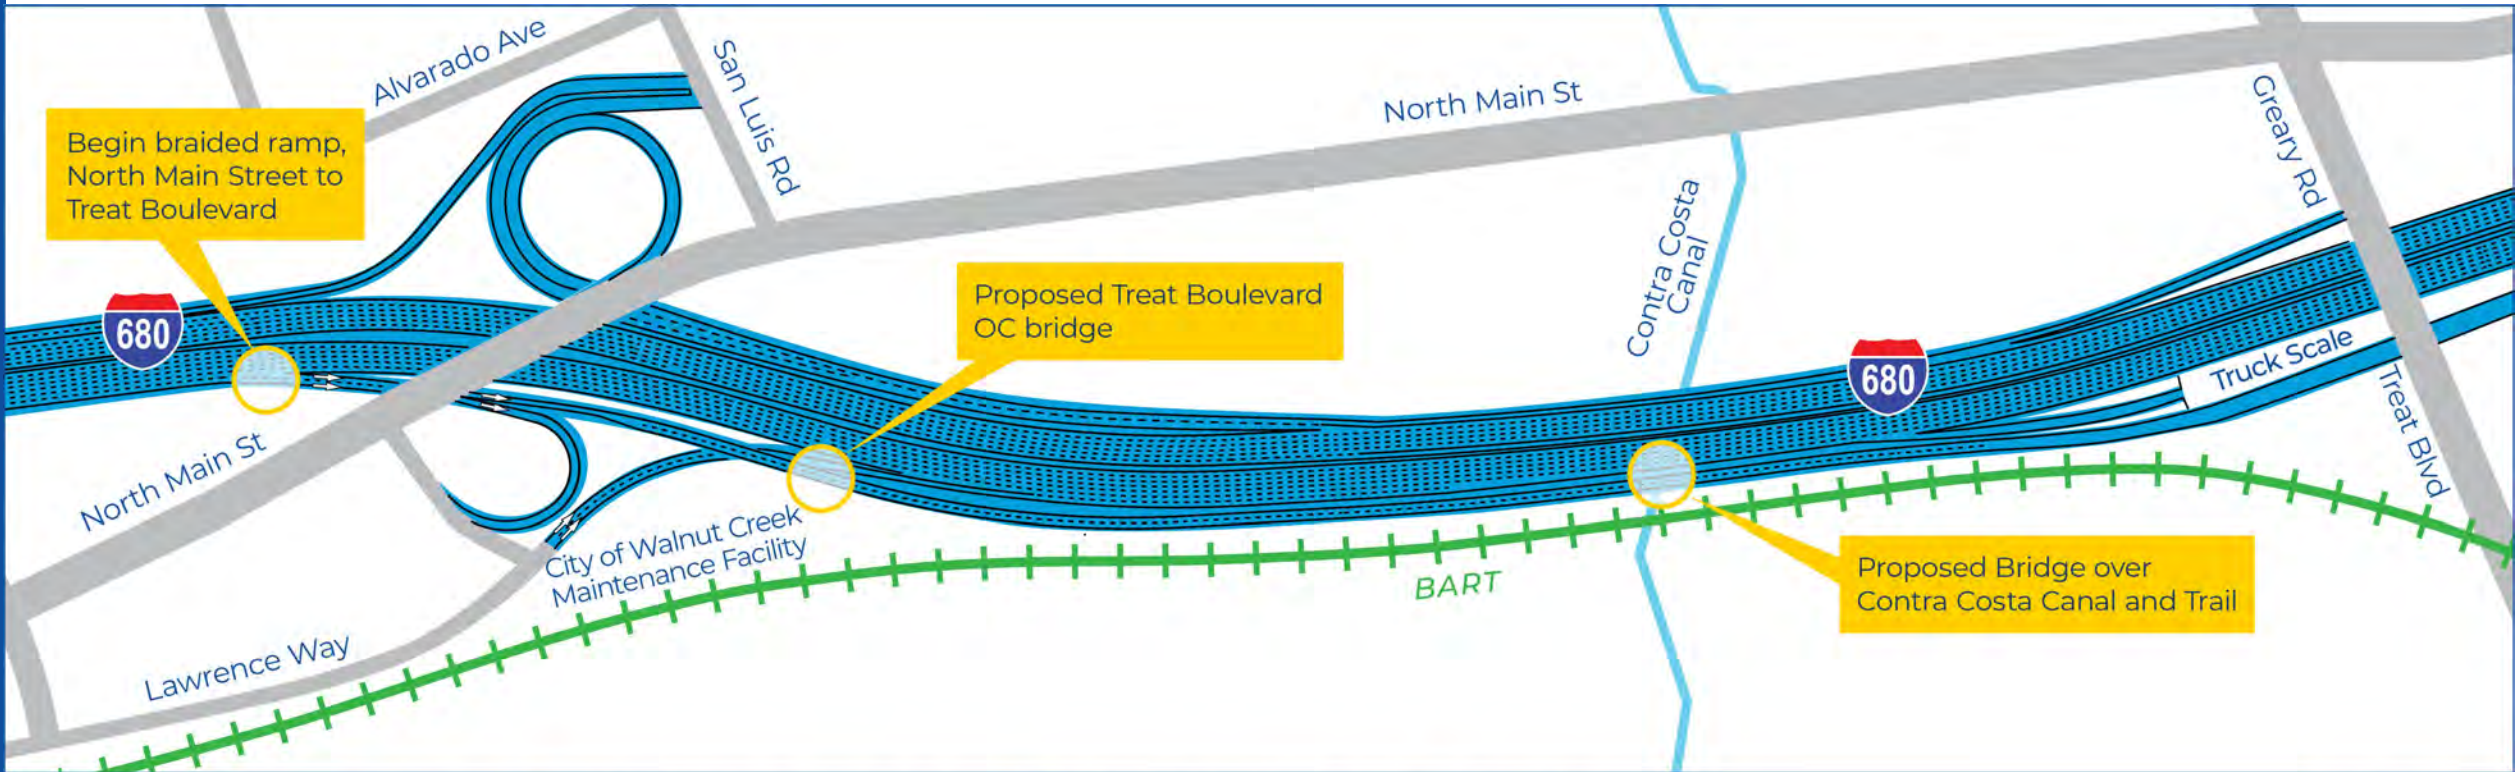 Alvarado Ave
San Luis Rd
North Main St
Greary Rd
Begin braided ramp,
North Main Street to
Treat Boulevard
680
Proposed Treat Boulevard
OC bridge
Contra Costa
Canal
680
Truck Scale
Treat Blvd
North Main St
City of Walnut Creek
Maintenance Facility
BART
Proposed Bridge over
Contra Costa Canal and Trail
Lawrence Way